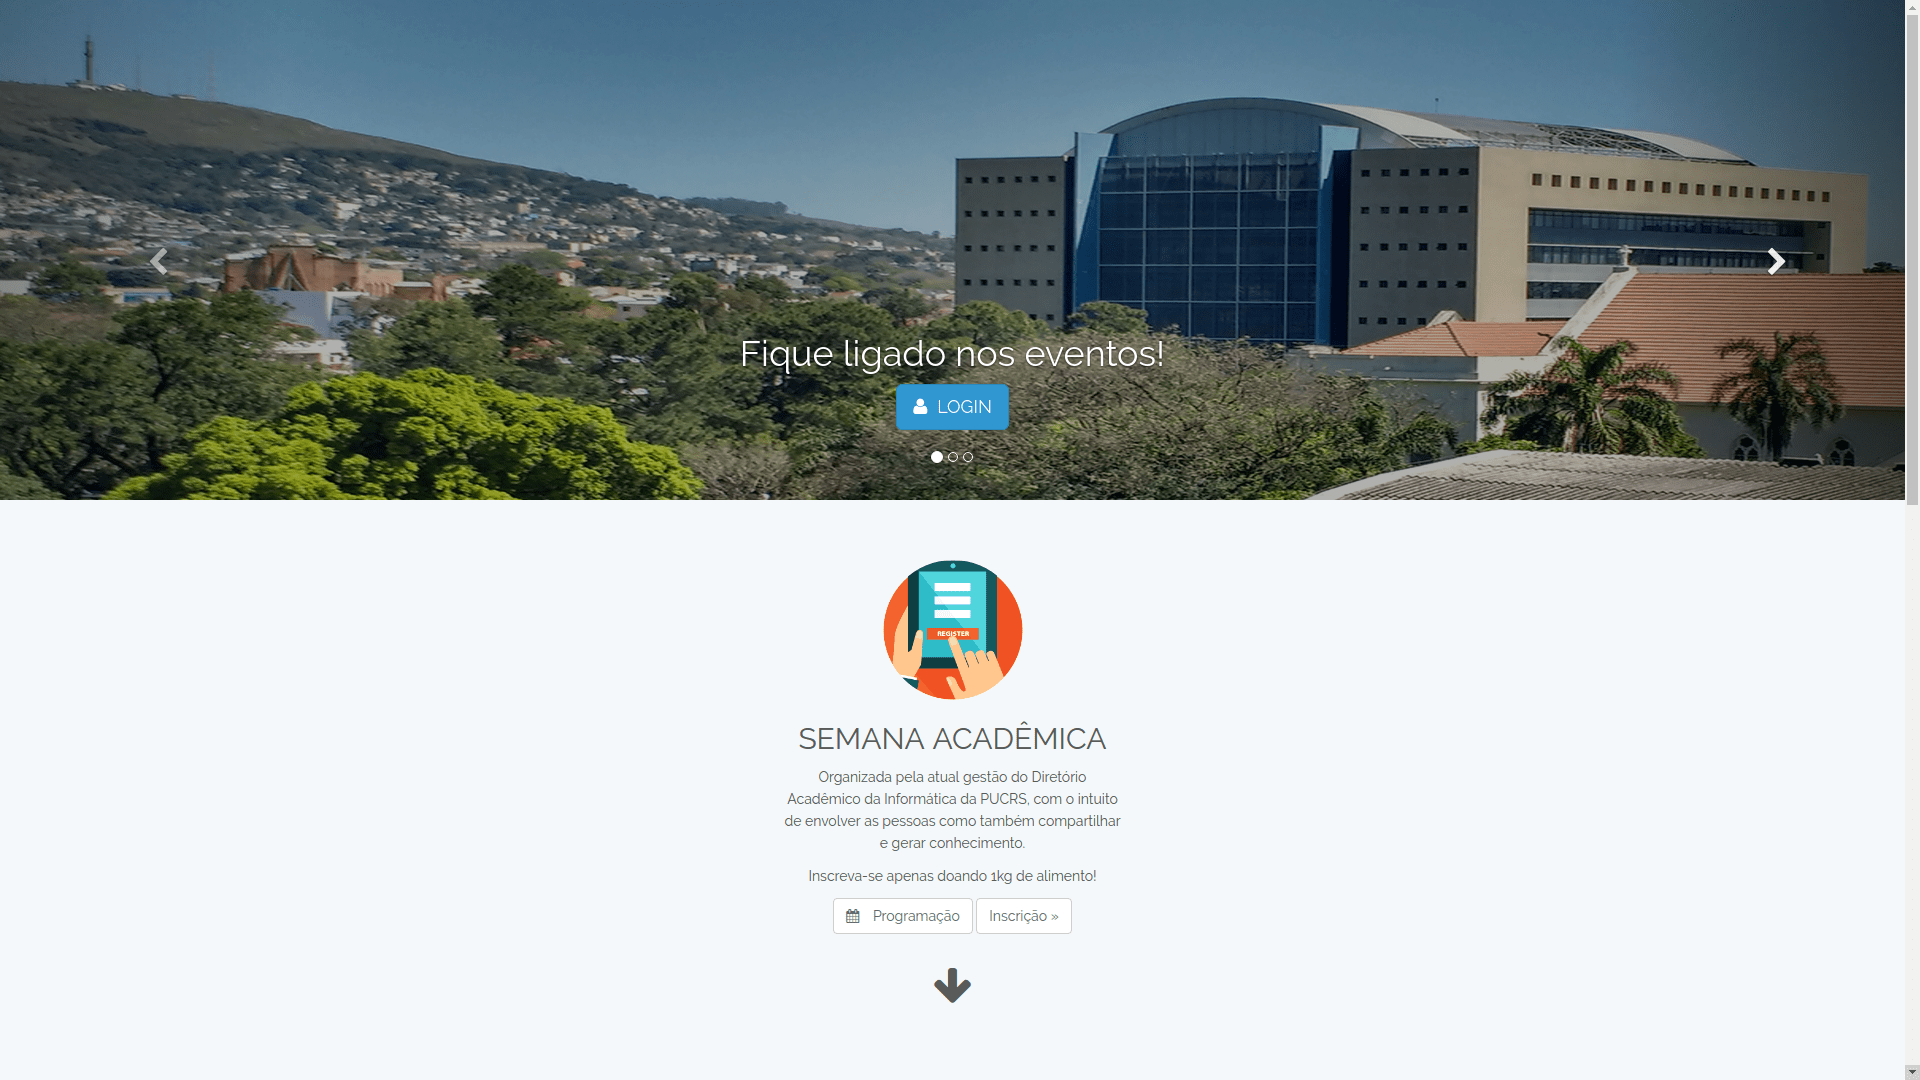 Fique ligado nos eventos!
LOGIN
REGISTER
SEMANA ACADÊMICA
Organizada pela atual gestão do Diretório
Acadêmico da Informática da PUCRS, com o intuito
de envolver as pessoas como também compartilhar
e gerar conhecimento.
Inscreva-se apenas doando 1kg de alimento!
Programação
Inscrição »